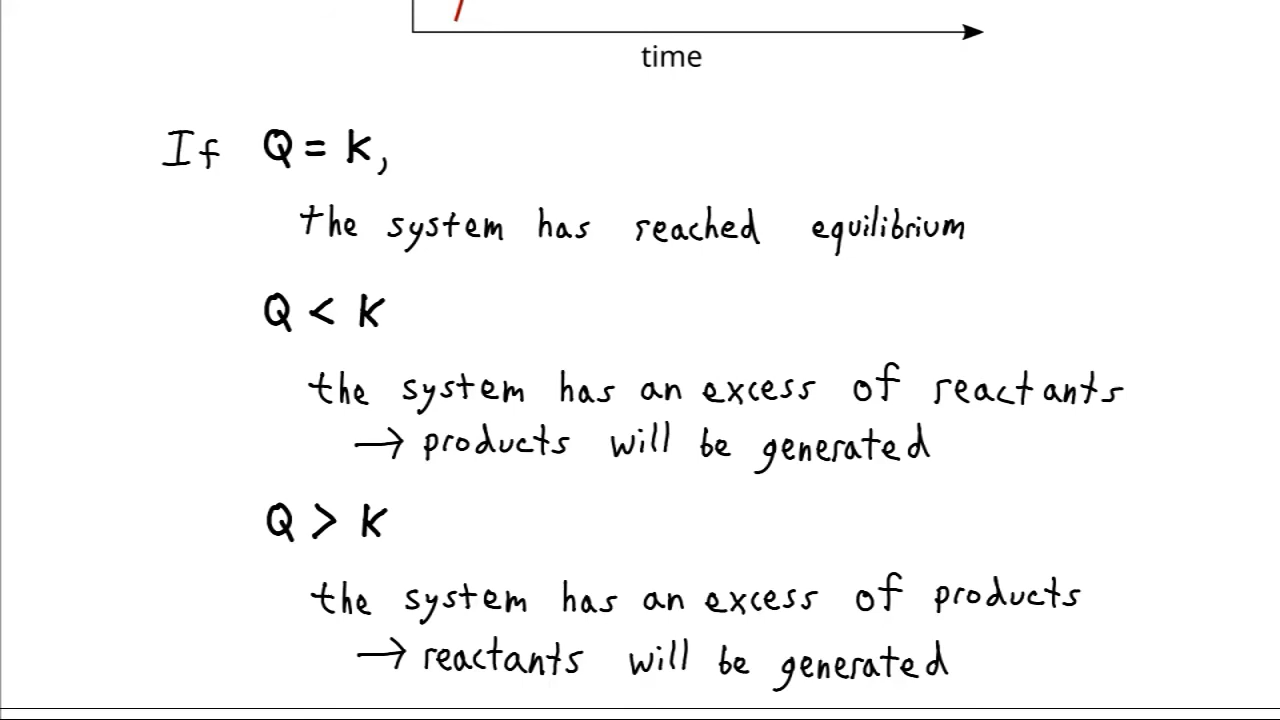 time
If Q = K,
the system has reached equilibrium
Q < K
the system has an excess of reactants
→ products will be generated
Q > K
the system has an excess of products
→ reactants will be generated